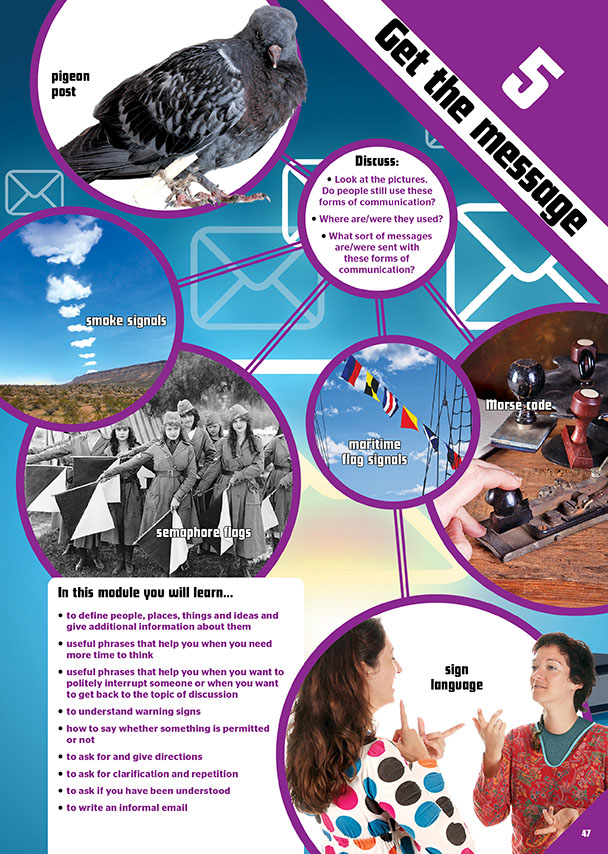 5
Get the message
pigeon
post
Discuss:
• Look at the pictures.
Do people still use these
forms of communication?
• Where are/were they used?
• What sort of messages
are/were sent with
these forms of
communication?
smoke signals
Morse code
maritime
flag signals
semaphore flags
In this module you will learn...
• to define people, places, things and ideas and
give additional information about them
• useful phrases that help you when you need
more time to think
• useful phrases that help you when you want to
politely interrupt someone or when you want
to get back to the topic of discussion
• to understand warning signs
• how to say whether something is permitted
or not
• to ask for and give directions
• to ask for clarification and repetition
• to ask if you have been understood
• to write an informal email
sign
language
47